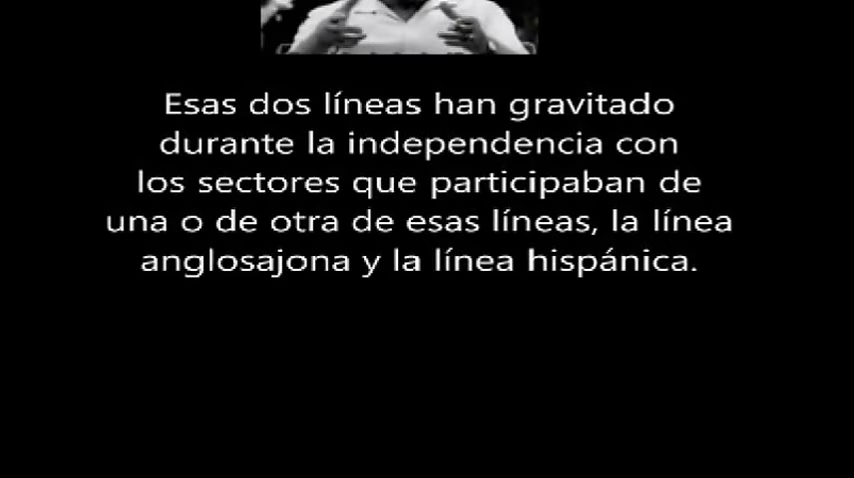 Esas dos líneas han gravitado
durante la independencia con
los sectores que participaban de
una o de otra de esas líneas, la línea
anglosajona y la línea hispánica.